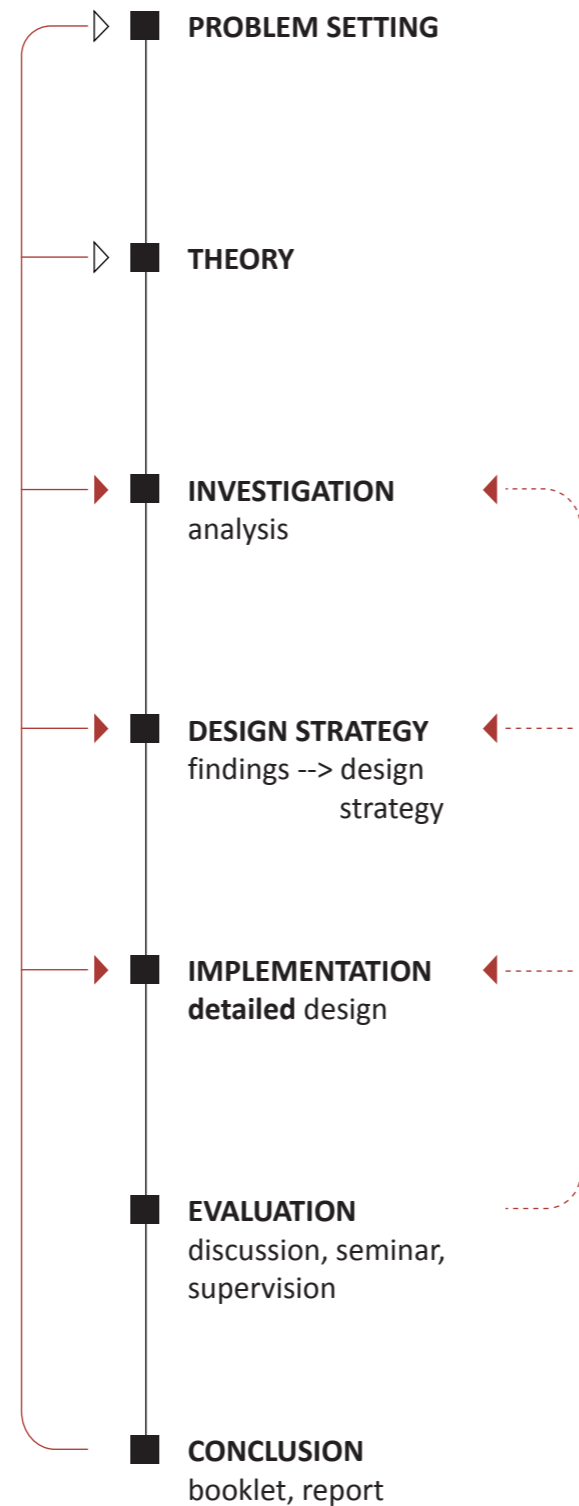 PROBLEM SETTING
THEORY
INVESTIGATION
analysis
DESIGN STRATEGY
findings --> design
strategy
IMPLEMENTATION
detailed design
EVALUATION
discussion, seminar,
supervision
CONCLUSION
booklet, report